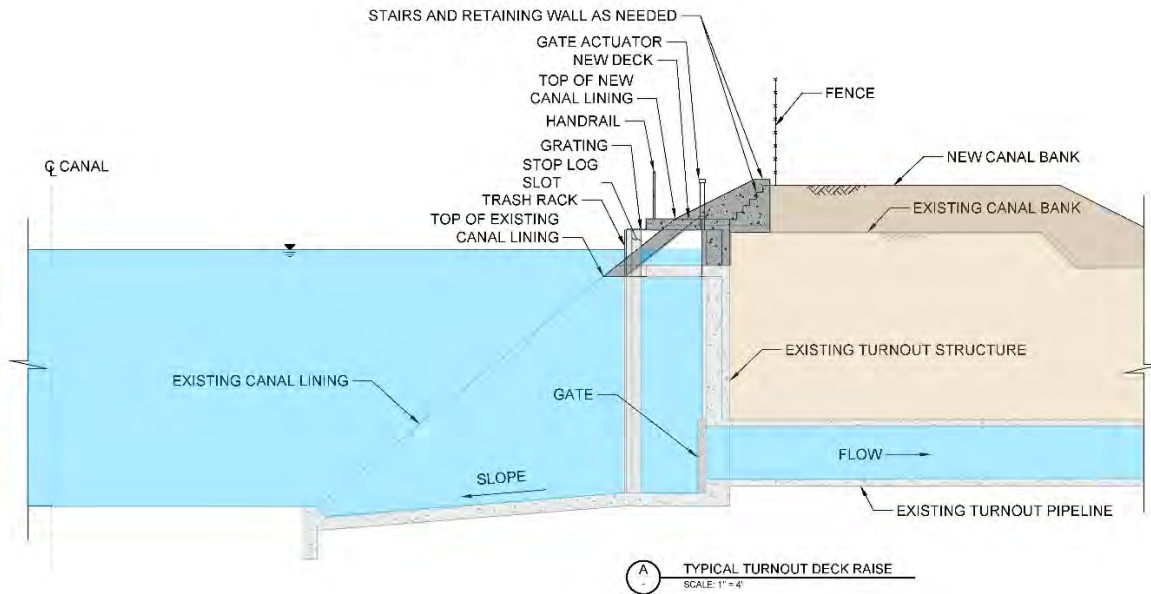 STAIRS AND RETAINING WALL AS NEEDED
GATE ACTUATOR
NEW DECK
TOP OF NEW
CANAL LINING
HANDRAIL
GRATING
STOP LOG
SLOT
TRASH RACK
TOP OF EXISTING
CANAL LINING
℄ CANAL
FENCE
NEW CANAL BANK
EXISTING CANAL BANK
EXISTING TURNOUT STRUCTURE
EXISTING CANAL LINING
GATE
FLOW
SLOPE
EXISTING TURNOUT PIPELINE
A
-
TYPICAL TURNOUT DECK RAISE
SCALE: 1" = 4'